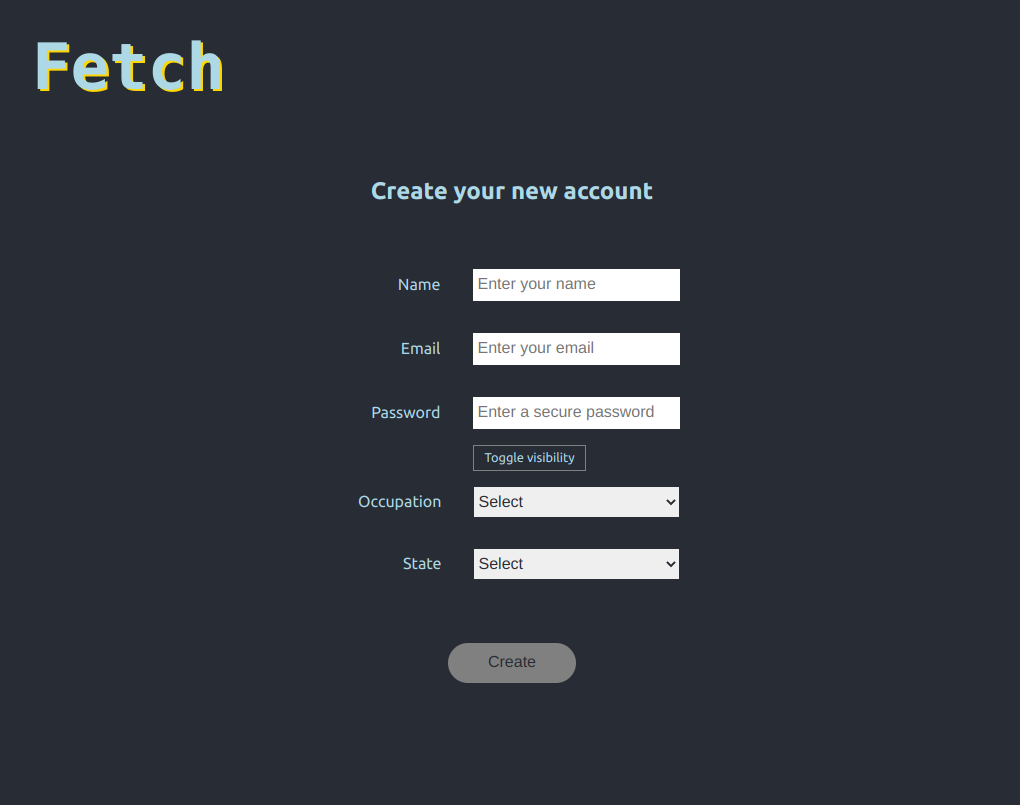 Fetch
Create your new account
Name Enter your name
Email Enter your email
Password Enter a secure password
Toggle visibility
Occupation Select
State Select
Create